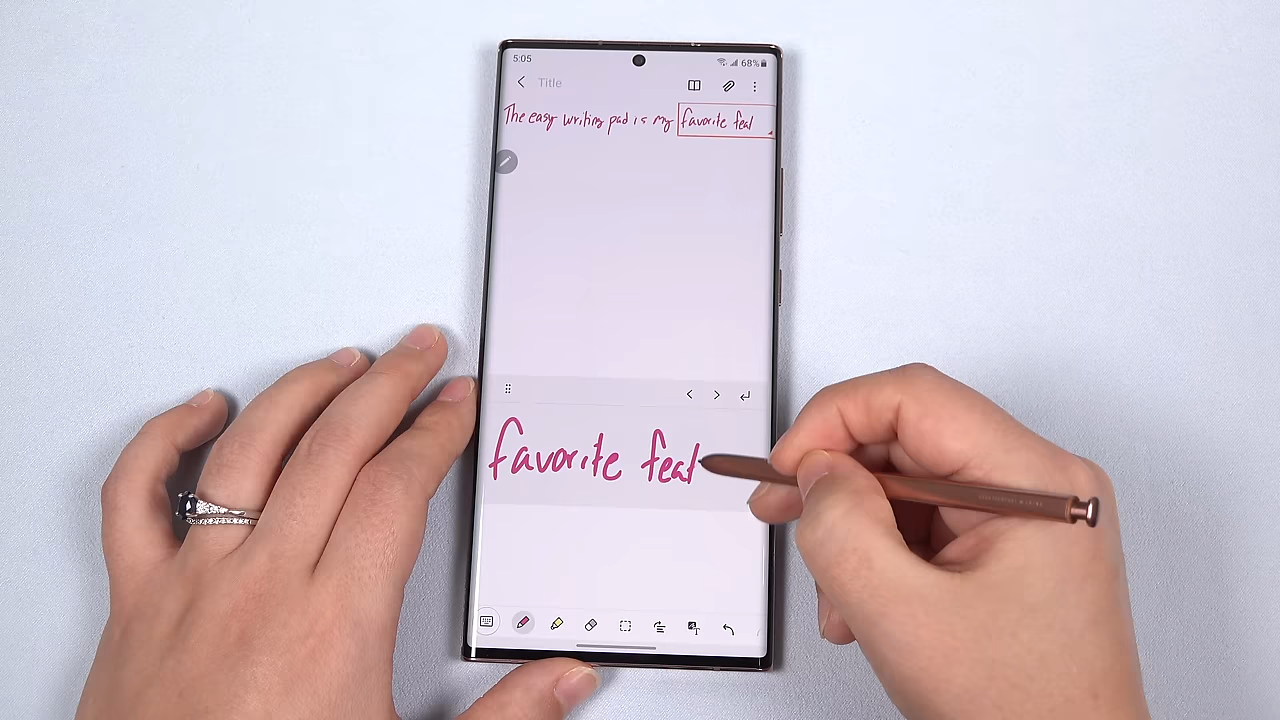 5:05
68%
Title
The easy writing pad is my favorite feat
favorite feat